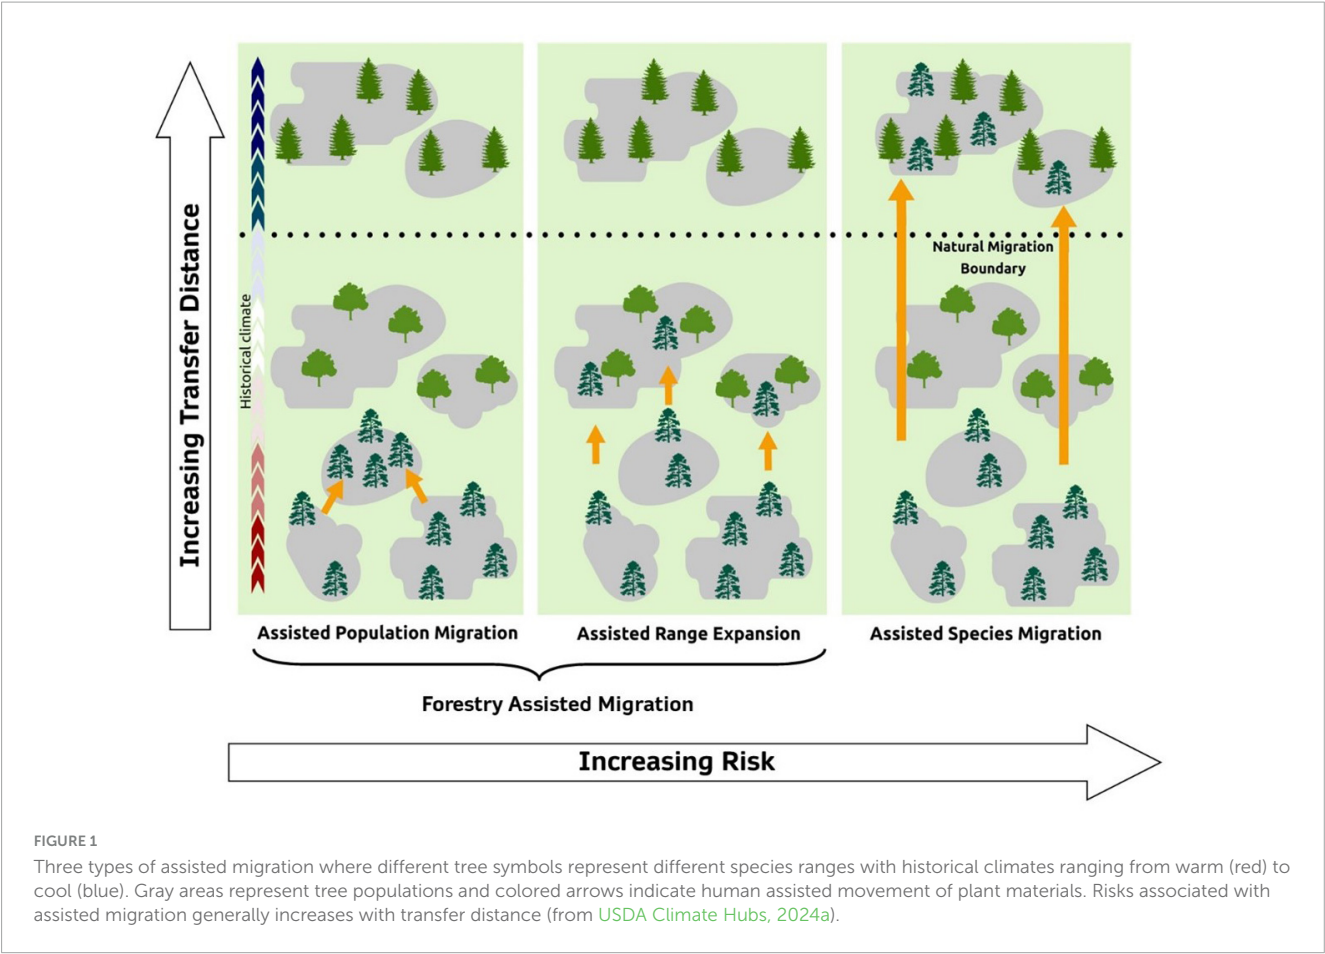 Increasing Transfer Distance
Historical climate
Natural Migration
Boundary
Assisted Population Migration
Assisted Range Expansion
Assisted Species Migration
Forestry Assisted Migration
Increasing Risk
FIGURE 1
Three types of assisted migration where different tree symbols represent different species ranges with historical climates ranging from warm (red) to
cool (blue). Gray areas represent tree populations and colored arrows indicate human assisted movement of plant materials. Risks associated with
assisted migration generally increases with transfer distance (from USDA Climate Hubs, 2024a).